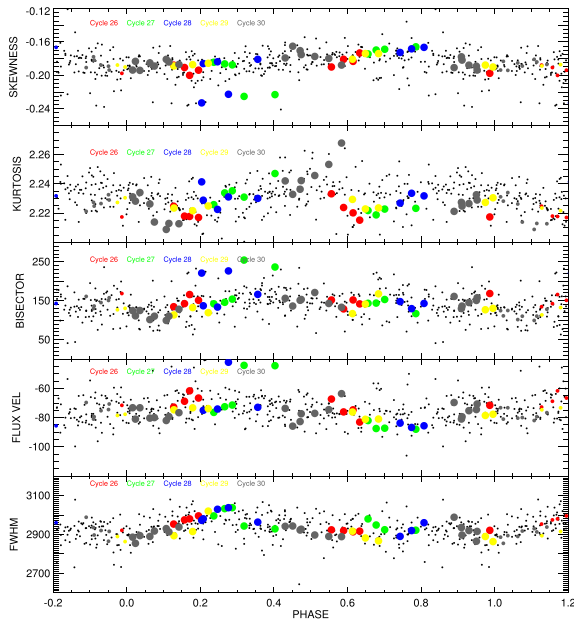 -0.12
-0.16
-0.20
-0.24
SKEWNESS
Cycle 26 Cycle 27 Cycle 28 Cycle 29 Cycle 30
2.26
2.24
2.22
KURTOSIS
Cycle 26 Cycle 27 Cycle 28 Cycle 29 Cycle 30
250
150
50
BISECTOR
Cycle 26 Cycle 27 Cycle 28 Cycle 29 Cycle 30
-60
-80
-100
FLUX VEL
Cycle 26 Cycle 27 Cycle 28 Cycle 29 Cycle 30
3100
2900
2700
FWHM
Cycle 26 Cycle 27 Cycle 28 Cycle 29 Cycle 30
-0.2 0.0 0.2 0.4 0.6 0.8 1.0 1.2
PHASE